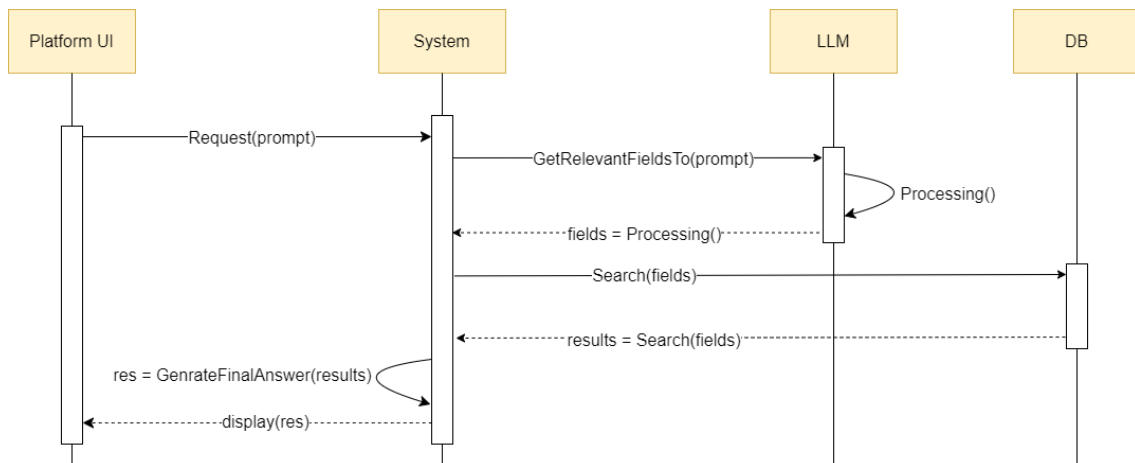 Platform UI
System
LLM
DB
Request(prompt)
GetRelevantFieldsTo(prompt)
Processing()
fields = Processing()
Search(fields)
results = Search(fields)
res = GenrateFinalAnswer(results)
display(res)